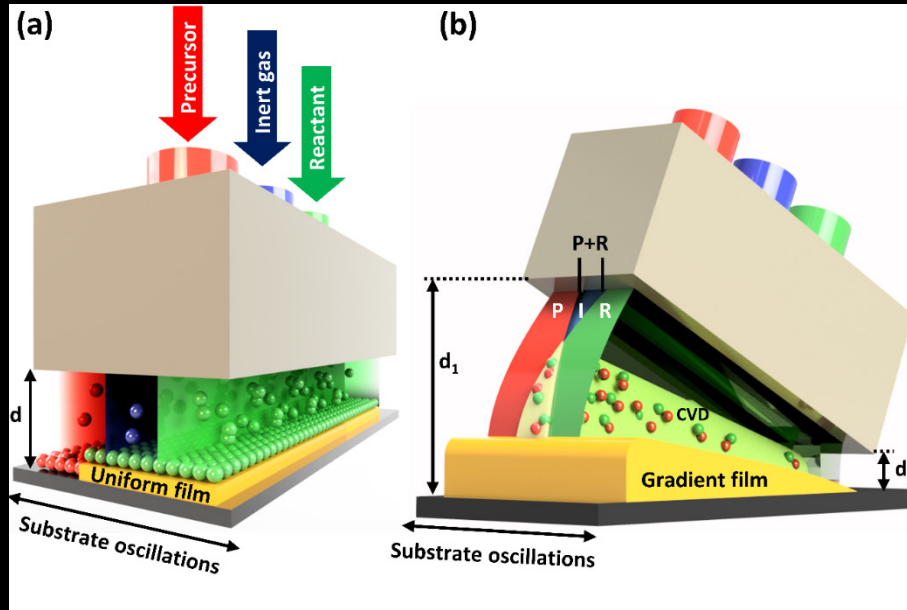 (a)
Precursor
Inert gas
Reactant
d
Uniform film
Substrate oscillations
(b)
P+R
P I R
d1
CVD
d
Gradient film
Substrate oscillations